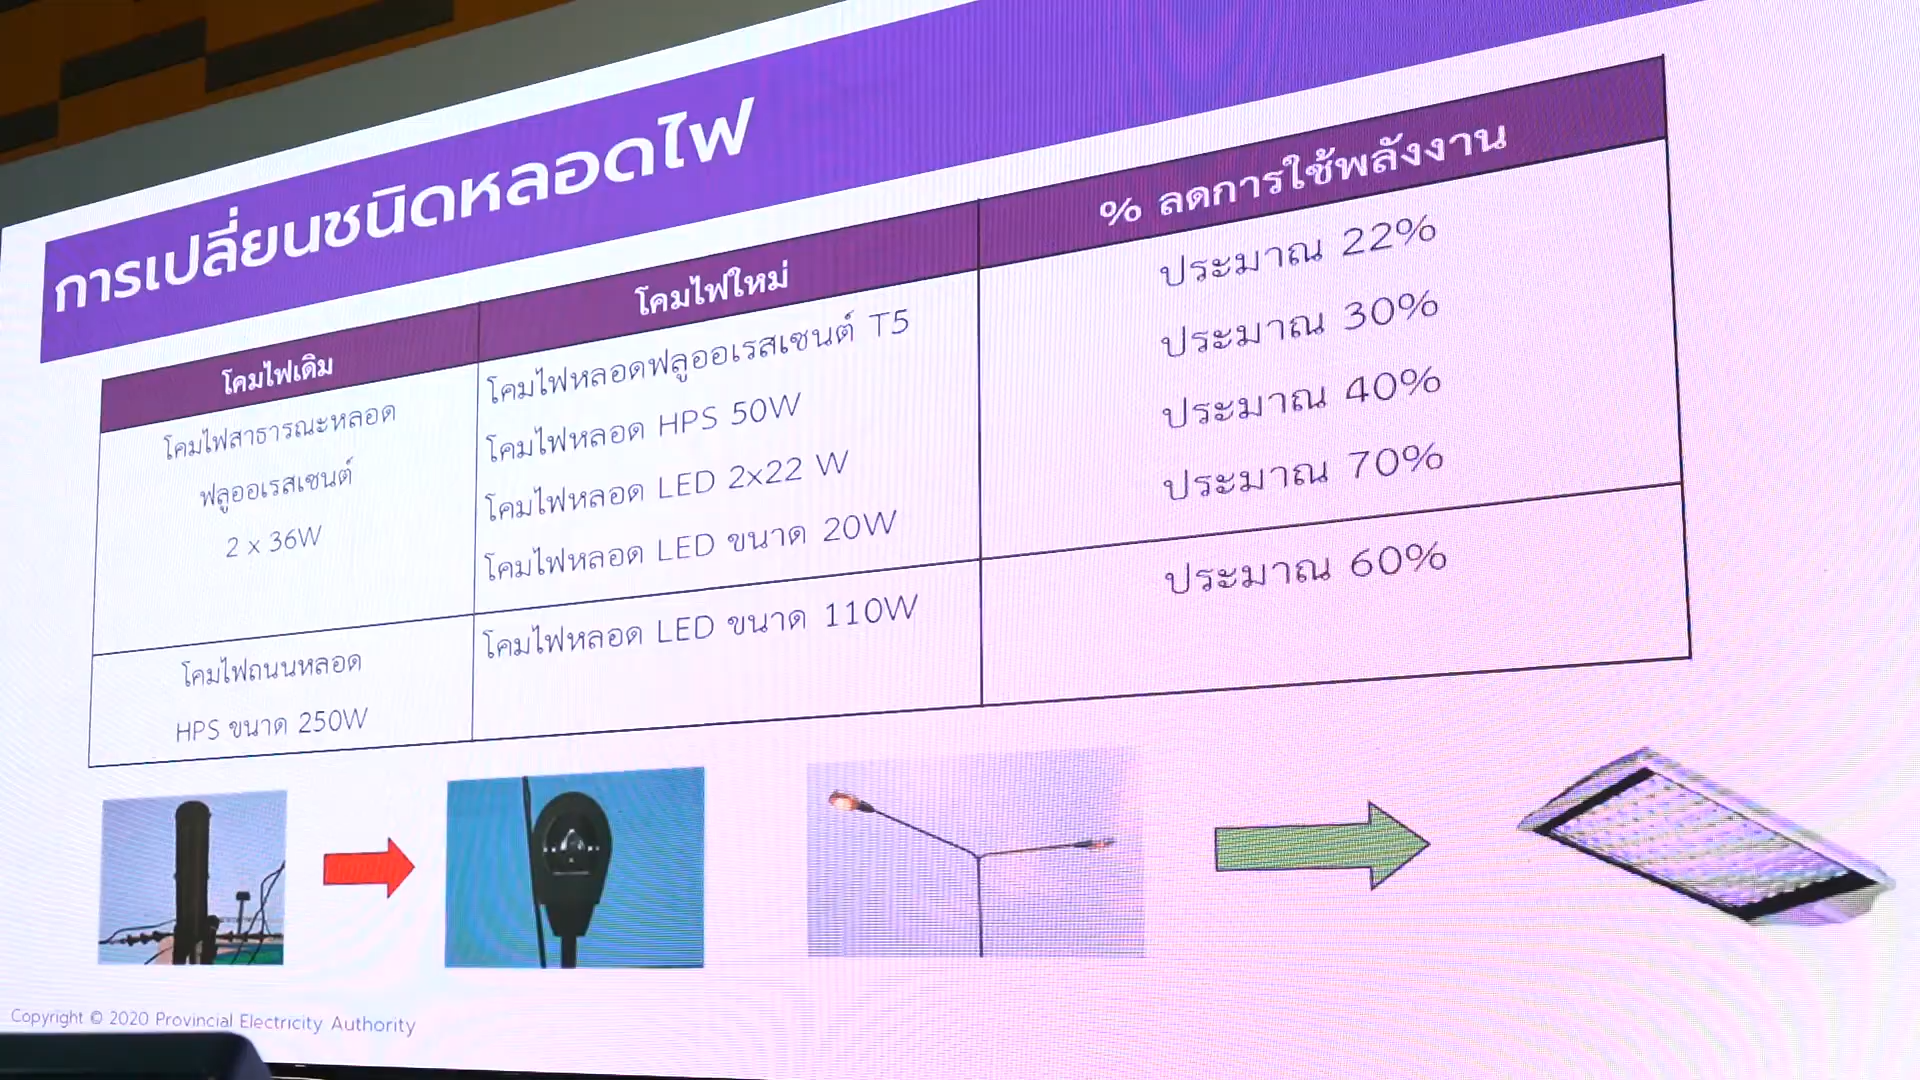 การเปลี่ยนชนิดหลอดไฟ
โคมไฟเดิม
โคมไฟใหม่
% ลดการใช้พลังงาน
โคมไฟสาธารณะหลอด
ฟลูออเรสเซนต์
2 x 36W
โคมไฟหลอดฟลูออเรสเซนต์ T5
โคมไฟหลอด HPS 50W
โคมไฟหลอด LED 2x22 W
โคมไฟหลอด LED ขนาด 20W
ประมาณ 22%
ประมาณ 30%
ประมาณ 40%
ประมาณ 70%
โคมไฟถนนหลอด
HPS ขนาด 250W
โคมไฟหลอด LED ขนาด 110W
ประมาณ 60%
Copyright © 2020 Provincial Electricity Authority